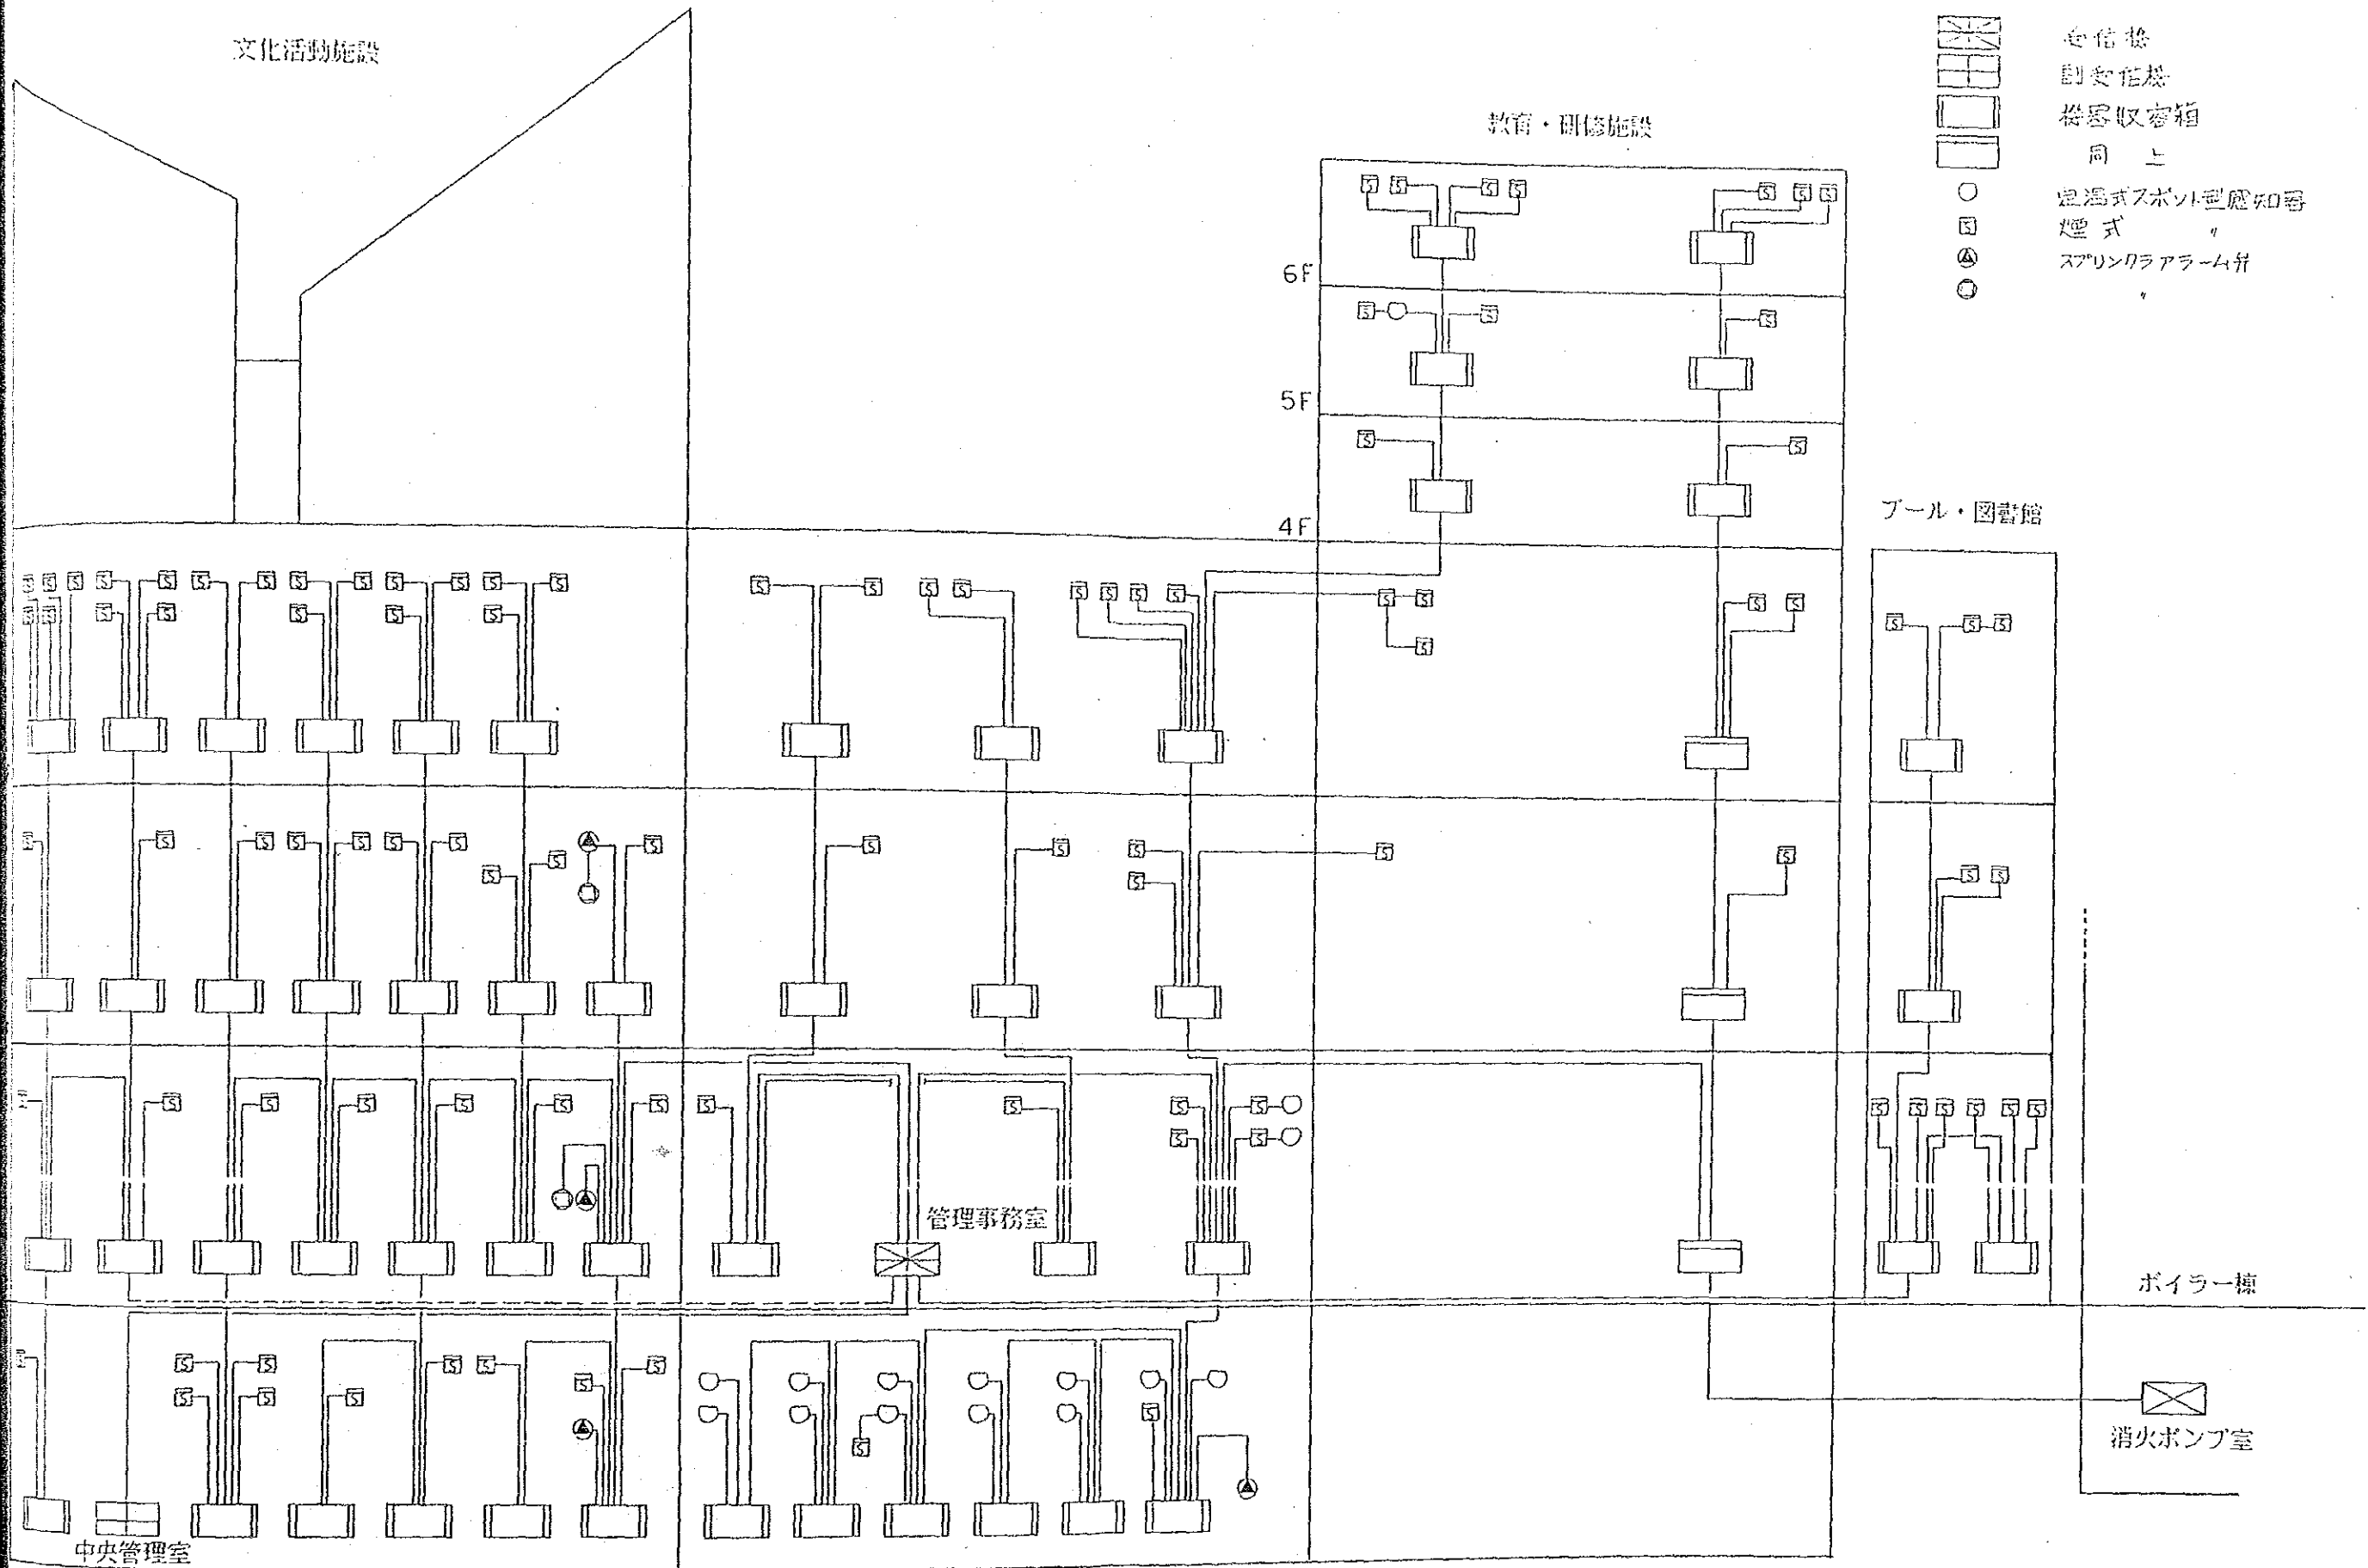 文化活動施設
受信機
副受信機
機器収容箱
同 上
定温式スポット型感知器
煙式 〃
スプリンクラアラーム弁
〃
教育・研修施設
6F
5F
4F
プール・図書館
管理事務室
ボイラー棟
消火ポンプ室
中央管理室